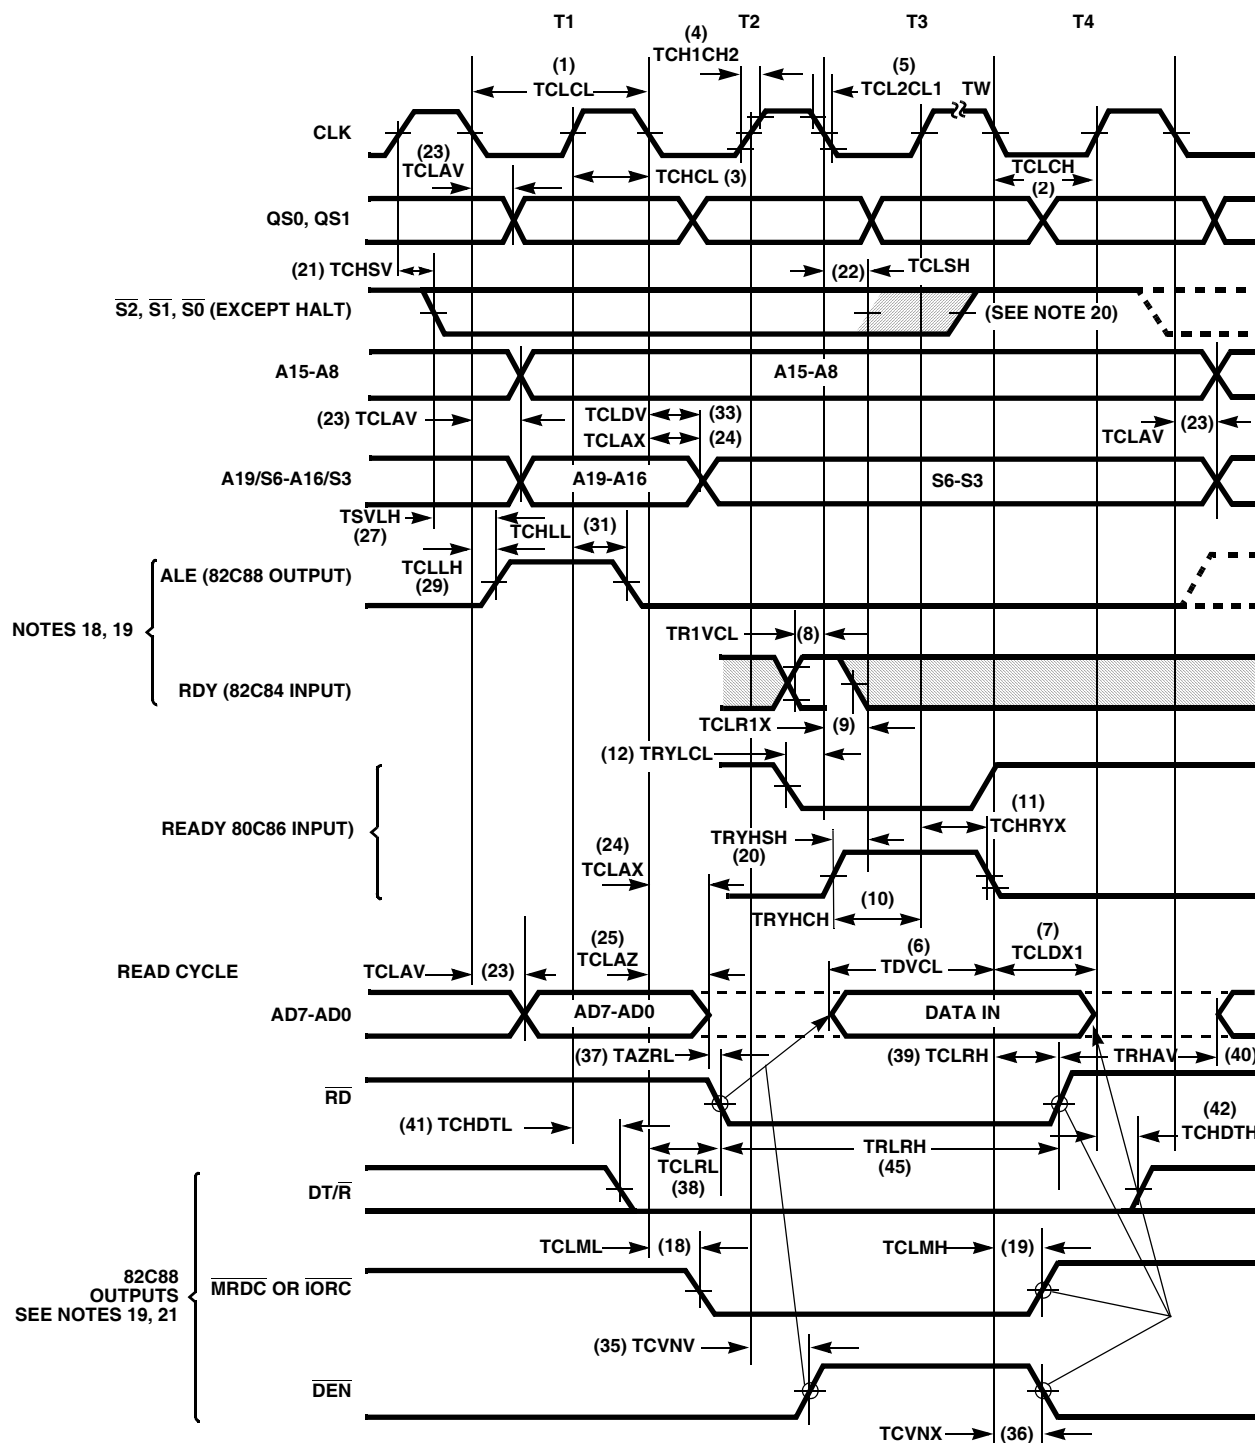 T1 T2 T3 T4
(4)
TCH1CH2
(1)
TCLCL
(5)
TCL2CL1 TW
CLK
(23)
TCLAV
TCHCL (3)
TCLCH
(2)
QS0, QS1
(21) TCHSV
(22) TCLSH
S2, S1, S0 (EXCEPT HALT)
(SEE NOTE 20)
A15-A8 A15-A8
(23) TCLAV
TCLDV (33)
TCLAX (24)
TCLAV (23)
A19/S6-A16/S3 A19-A16 S6-S3
TSVLH
(27)
TCHLL (31)
TCLLH
(29)
ALE (82C88 OUTPUT)
NOTES 18, 19
TR1VCL (8)
RDY (82C84 INPUT)
TCLR1X (9)
(12) TRYLCL
READY 80C86 INPUT)
(11)
TCHRYX
TRYHSH
(20)
(24)
TCLAX
(10)
TRYHCH
READ CYCLE
TCLAV (23)
(25)
TCLAZ
(6)
TDVCL
(7)
TCLDX1
AD7-AD0 AD7-AD0 DATA IN
(37) TAZRL
(39) TCLRH TRHAV (40)
RD
(41) TCHDTL
(42)
TCHDTH
TCLRL
(38)
TRLRH
(45)
DT/R
TCLML (18)
TCLMH (19)
82C88
OUTPUTS
SEE NOTES 19, 21
MRDC OR IORC
(35) TCVNV
DEN
TCVNX (36)